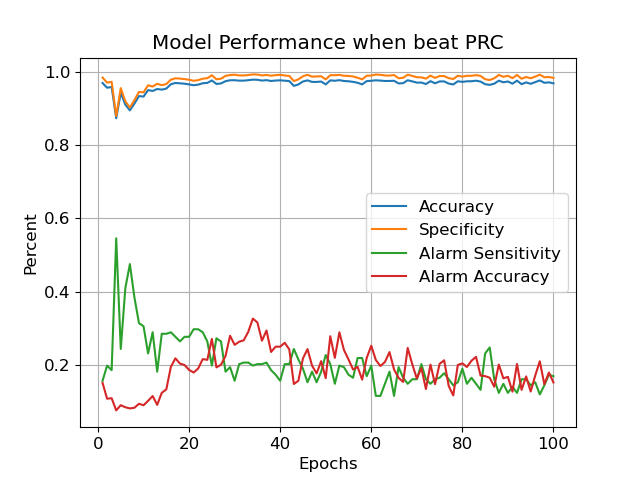 Model Performance when beat PRC
1.0
0.8
0.6
0.4
0.2
Percent
Accuracy
Specificity
Alarm Sensitivity
Alarm Accuracy
0 20 40 60 80 100
Epochs